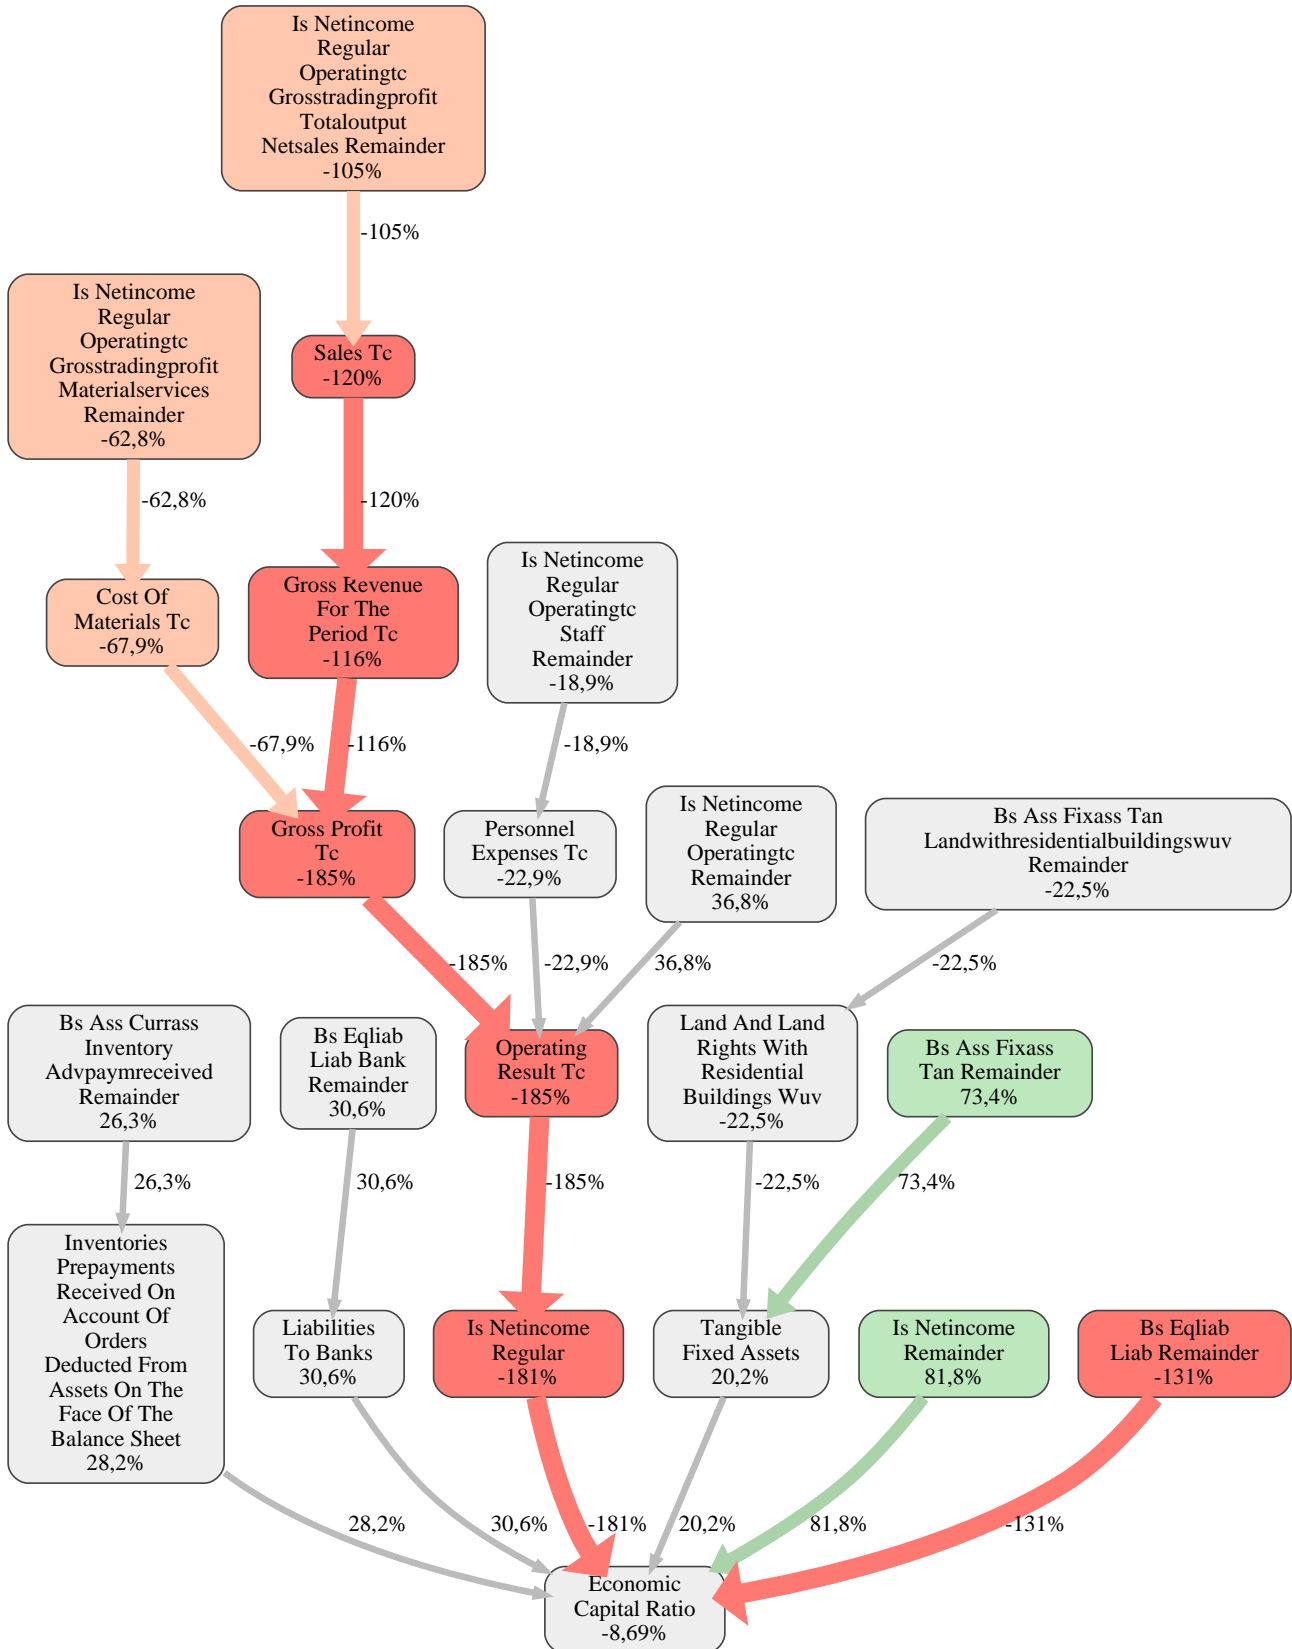 Is Netincome
Regular
Operatingtc
Grosstradingprofit
Totaloutput
Netsales Remainder
-105%
-105%
Is Netincome
Regular
Operatingtc
Grosstradingprofit
Materialservices
Remainder
-62,8%
Sales Tc
-120%
-62,8%
-120%
Cost Of
Materials Tc
-67,9%
Gross Revenue
For The
Period Tc
-116%
Is Netincome
Regular
Operatingtc
Staff
Remainder
-18,9%
-67,9%
-116%
-18,9%
Gross Profit
Tc
-185%
Personnel
Expenses Tc
-22,9%
Is Netincome
Regular
Operatingtc
Remainder
36,8%
Bs Ass Fixass Tan
Landwithresidentialbuildingswuv
Remainder
-22,5%
-185%
-22,9%
36,8%
-22,5%
Bs Ass Currass
Inventory
Advpaymreceived
Remainder
26,3%
Bs Eqliab
Liab Bank
Remainder
30,6%
Operating
Result Tc
-185%
Land And Land
Rights With
Residential
Buildings Wuv
-22,5%
Bs Ass Fixass
Tan Remainder
73,4%
26,3%
30,6%
-185%
-22,5%
73,4%
Inventories
Prepayments
Received On
Account Of
Orders
Deducted From
Assets On The
Face Of The
Balance Sheet
28,2%
Liabilities
To Banks
30,6%
Is Netincome
Regular
-181%
Tangible
Fixed Assets
20,2%
Is Netincome
Remainder
81,8%
Bs Eqliab
Liab Remainder
-131%
28,2%
30,6%
-181%
20,2%
81,8%
-131%
Economic
Capital Ratio
-8,69%